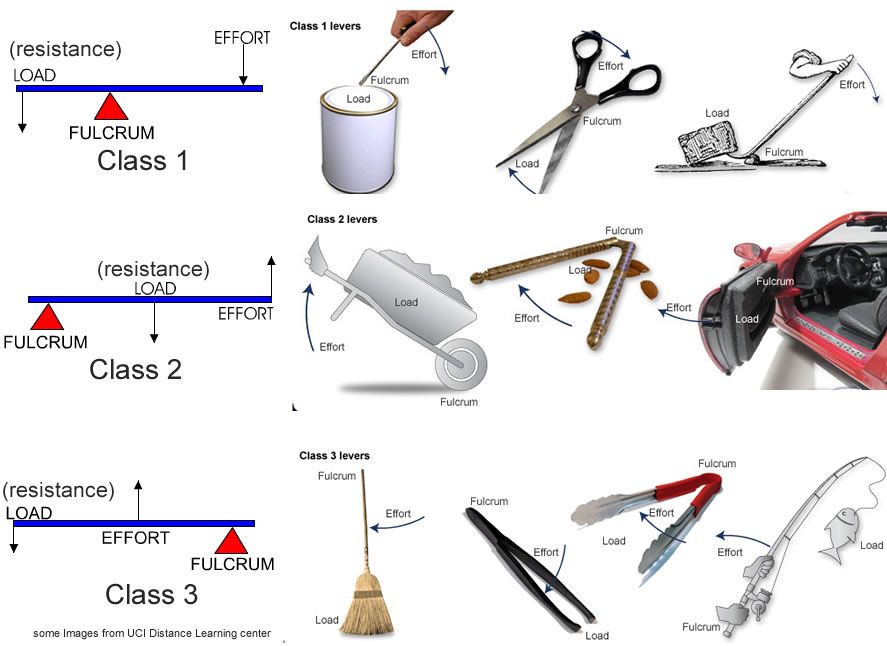 (resistance)
LOAD
EFFORT
FULCRUM
Class 1
Class 1 levers
Effort
Fulcrum
Load
Effort
Fulcrum
Load
Effort
Load
Fulcrum
(resistance)
LOAD
EFFORT
FULCRUM
Class 2
Class 2 levers
Load
Effort
Fulcrum
Fulcrum
Load
Effort
Fulcrum
Effort
Load
(resistance)
LOAD
EFFORT
FULCRUM
Class 3
some Images from UCI Distance Learning center
Class 3 levers
Fulcrum
Effort
Load
Fulcrum
Effort
Load
Fulcrum
Effort
Load
Effort
Load
Fulcrum